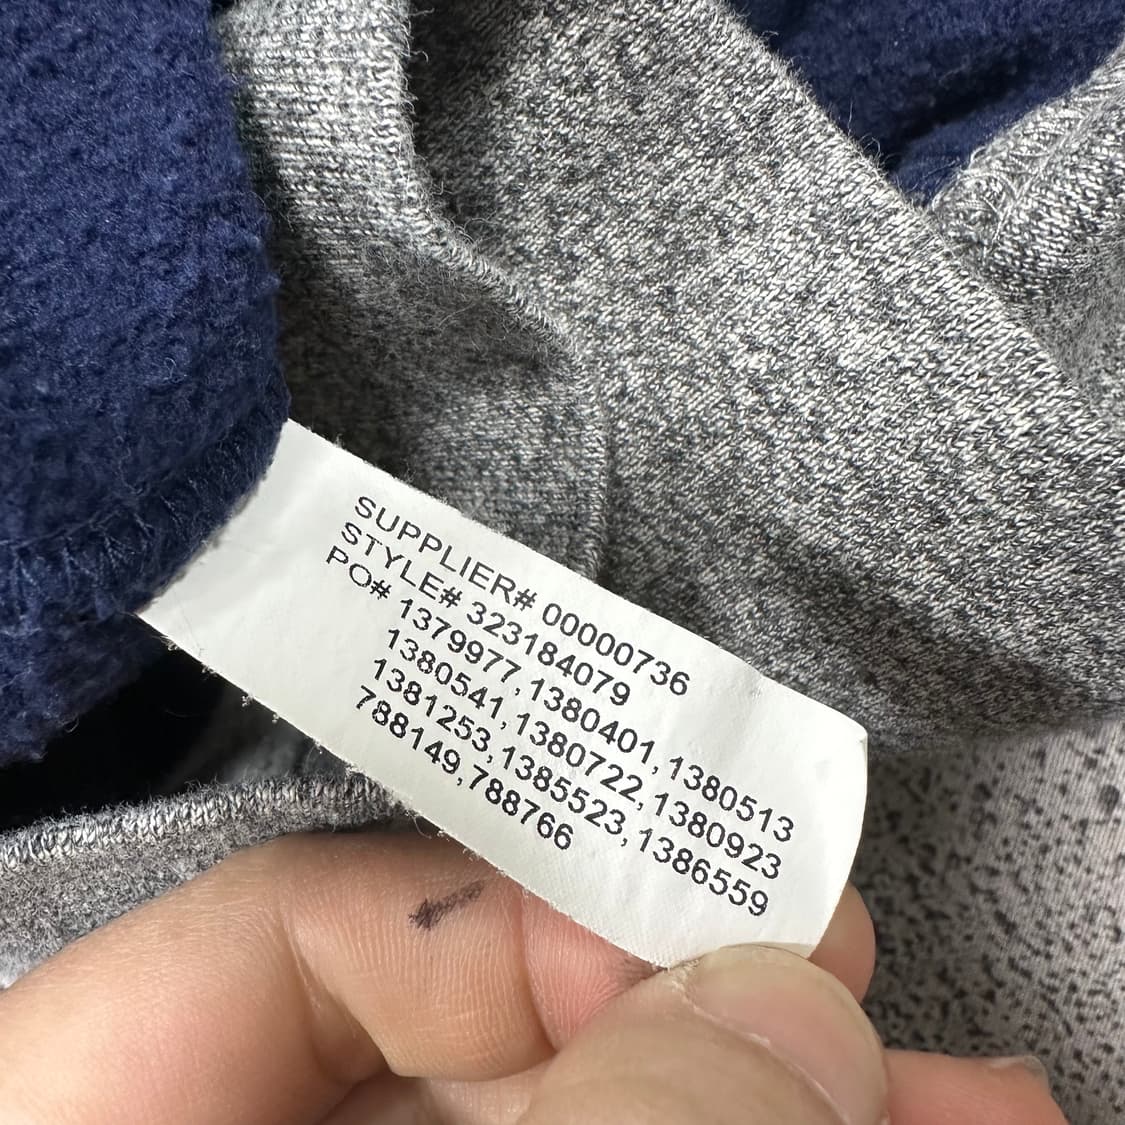 SUPPLIER# 00000736
STYLE# 323184079
PO# 1379977,1380401,1380513
1380541,1380722,1380923
1381253,1385523,1386559
788149,788766